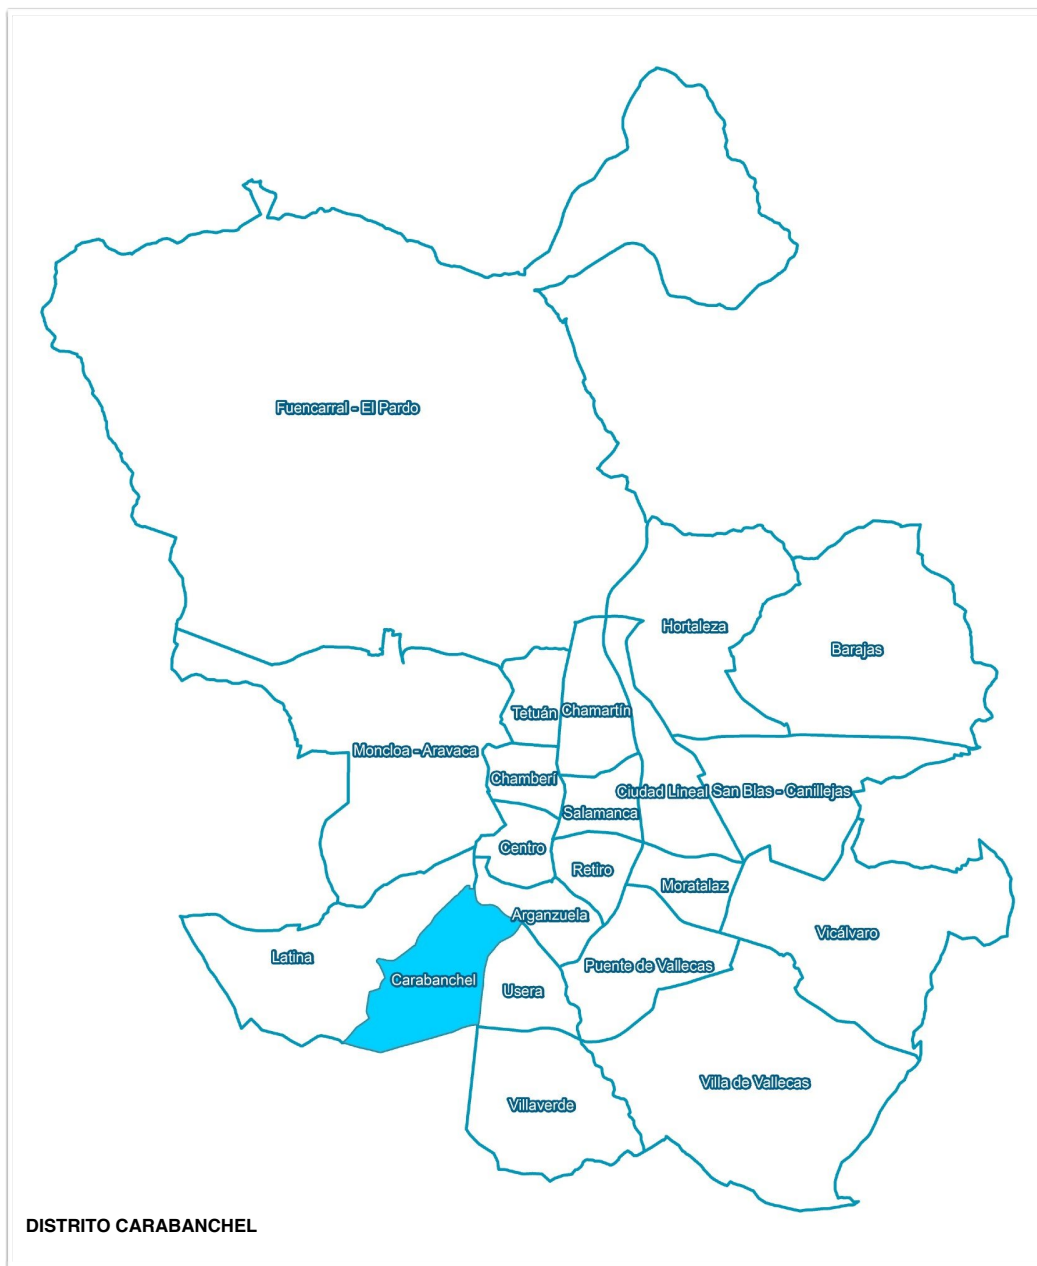 Fuencarral - El Pardo
Hortaleza
Barajas
Tetuán
Chamartín
Moncloa - Aravaca
Chamberí
Ciudad Lineal
San Blas - Canillejas
Salamanca
Centro
Retiro
Moratalaz
Arganzuela
Vicálvaro
Latina
Puente de Vallecas
Carabanchel
Usera
Villa de Vallecas
Villaverde
DISTRITO CARABANCHEL